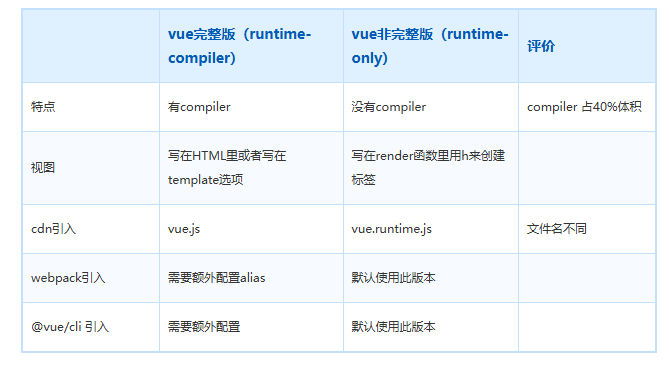 vue完整版（runtime-compiler） vue非完整版（runtime-only） 评价
特点 有compiler 没有compiler compiler 占40%体积
视图 写在HTML里或者写在template选项 写在render函数里用h来创建标签
cdn引入 vue.js vue.runtime.js 文件名不同
webpack引入 需要额外配置alias 默认使用此版本
@vue/cli 引入 需要额外配置 默认使用此版本